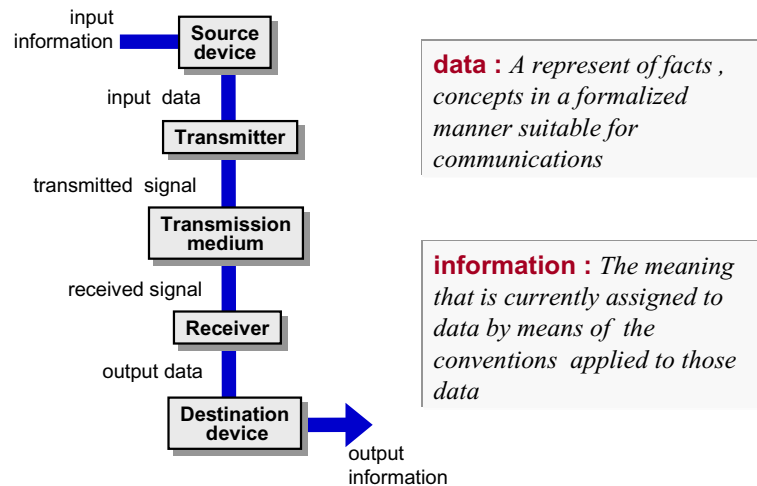 input
information
Source
device
input data
Transmitter
transmitted signal
Transmission
medium
received signal
Receiver
output data
Destination
device
output
information
data : A represent of facts ,
concepts in a formalized
manner suitable for
communications
information : The meaning
that is currently assigned to
data by means of the
conventions applied to those
data